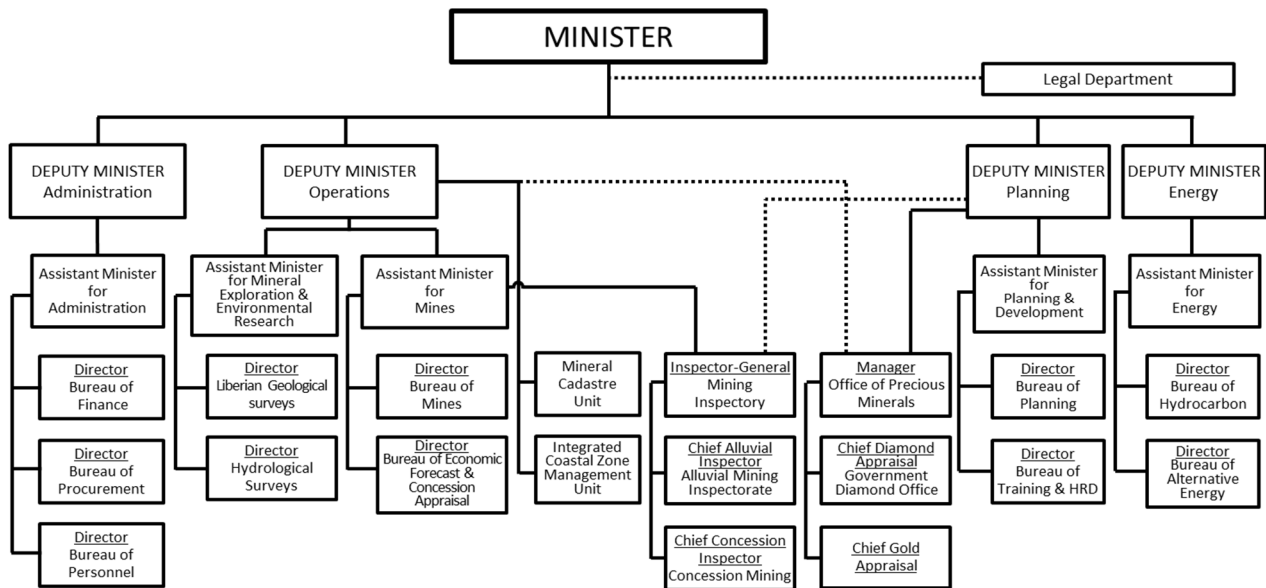 MINISTER
Legal Department
DEPUTY MINISTER
Administration
DEPUTY MINISTER
Operations
DEPUTY MINISTER
Planning
DEPUTY MINISTER
Energy
Assistant Minister
for
Administration
Assistant Minister
for Mineral
Exploration &
Environmental
Research
Assistant Minister
for
Mines
Assistant Minister
for
Planning &
Development
Assistant Minister
for
Energy
Director
Bureau of
Finance
Director
Liberian Geological
surveys
Director
Bureau of
Mines
Mineral
Cadastre
Unit
Inspector-General
Mining
Inspectory
Manager
Office of Precious
Minerals
Director
Bureau of
Planning
Director
Bureau of
Hydrocarbon
Director
Bureau of
Procurement
Director
Hydrological
Surveys
Director
Bureau of Economic
Forecast &
Concession
Appraisal
Integrated
Coastal Zone
Management
Unit
Chief Alluvial
Inspector
Alluvial Mining
Inspectorate
Chief Diamond
Appraisal
Government
Diamond Office
Director
Bureau of
Training & HRD
Director
Bureau of
Alternative
Energy
Director
Bureau of
Personnel
Chief Concession
Inspector
Concession Mining
Chief Gold
Appraisal